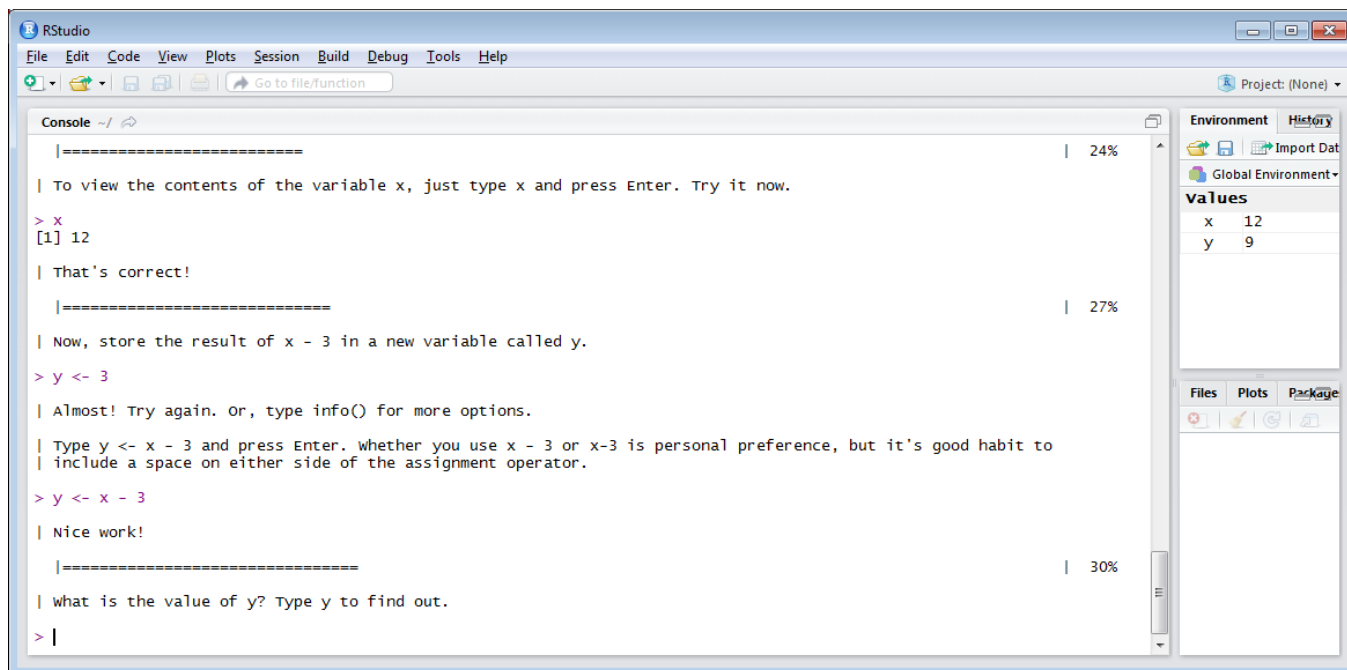 RStudio
File Edit Code View Plots Session Build Debug Tools Help
Go to file/function
Project: (None)
Console ~/
|========================== | 24%
| To view the contents of the variable x, just type x and press Enter. Try it now.
> x
[1] 12
| That's correct!
|============================= | 27%
| Now, store the result of x - 3 in a new variable called y.
> y <- 3
| Almost! Try again. Or, type info() for more options.
| Type y <- x - 3 and press Enter. Whether you use x - 3 or x-3 is personal preference, but it's good habit to
| include a space on either side of the assignment operator.
> y <- x - 3
| Nice work!
|================================ | 30%
| What is the value of y? Type y to find out.
>
Environment History
Import Dat
Global Environment
Values
x 12
y 9
Files Plots Package